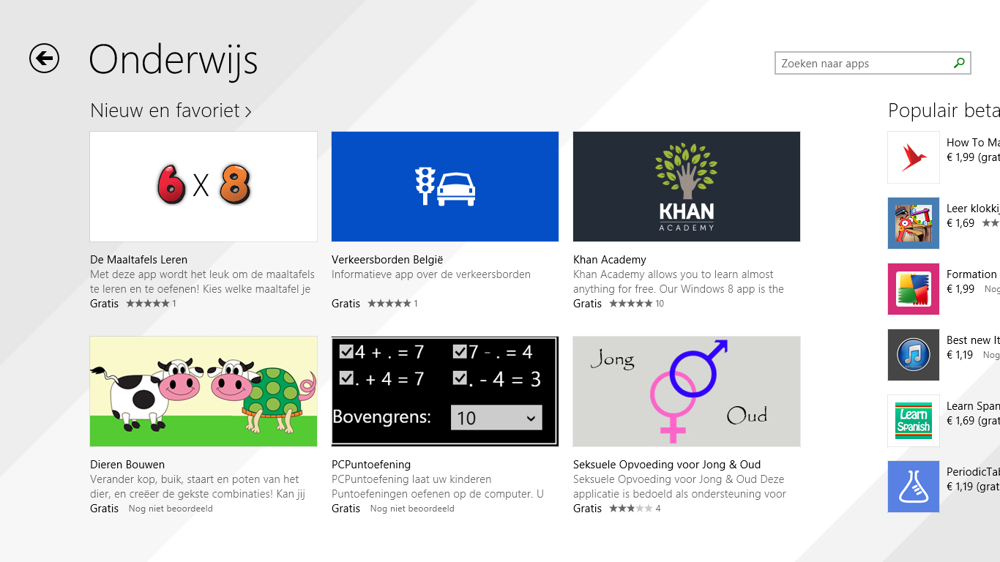 Onderwijs
Zoeken naar apps
Nieuw en favoriet
6 x 8
De Maaltafels Leren
Met deze app wordt het leuk om de maaltafels
te leren en te oefenen! Kies welke maaltafel je
Gratis 1
Verkeersborden België
Informatieve app over de verkeersborden
Gratis 1
KHAN
ACADEMY
Khan Academy
Khan Academy allows you to learn almost
anything for free. Our Windows 8 app is the
Gratis 10
Dieren Bouwen
Verander kop, buik, staart en poten van het
dier, en creëer de gekste combinaties! Kan jij
Gratis Nog niet beoordeeld
4 + . = 7 7 - . = 4
. + 4 = 7 . - 4 = 3
Bovengrens: 10
PCPuntoefening
PCPuntoefening laat uw kinderen
Puntoefeningen oefenen op de computer. U
Gratis Nog niet beoordeeld
Jong
Oud
Seksuele Opvoeding voor Jong & Oud
Seksuele Opvoeding voor Jong & Oud Deze
applicatie is bedoeld als ondersteuning voor
Gratis 4
Populair beta
How To Ma
€ 1,99 (grat
Leer klokkij
€ 1,69
Formation
€ 1,99 Nog
Best new It
€ 1,19 Nog
Learn
Spanish
Learn Span
€ 1,69 (grat
PeriodicTab
€ 1,19 (grat